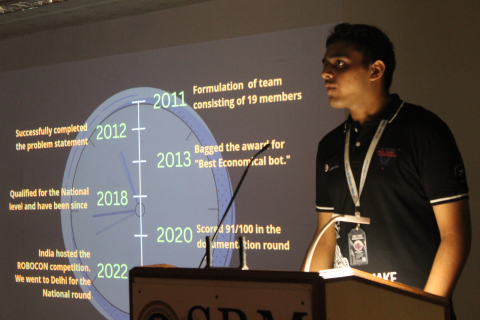 2011
Formulation of team
consisting of 19 members
Successfully completed
the problem statement
2012
2013
Bagged the award for
"Best Economical bot."
Qualified for the National
level and have been since
2018
2020
Scored 91/100 in the
documentation round
India hosted the
ROBOCON competition.
We went to Delhi for the
National round
2022